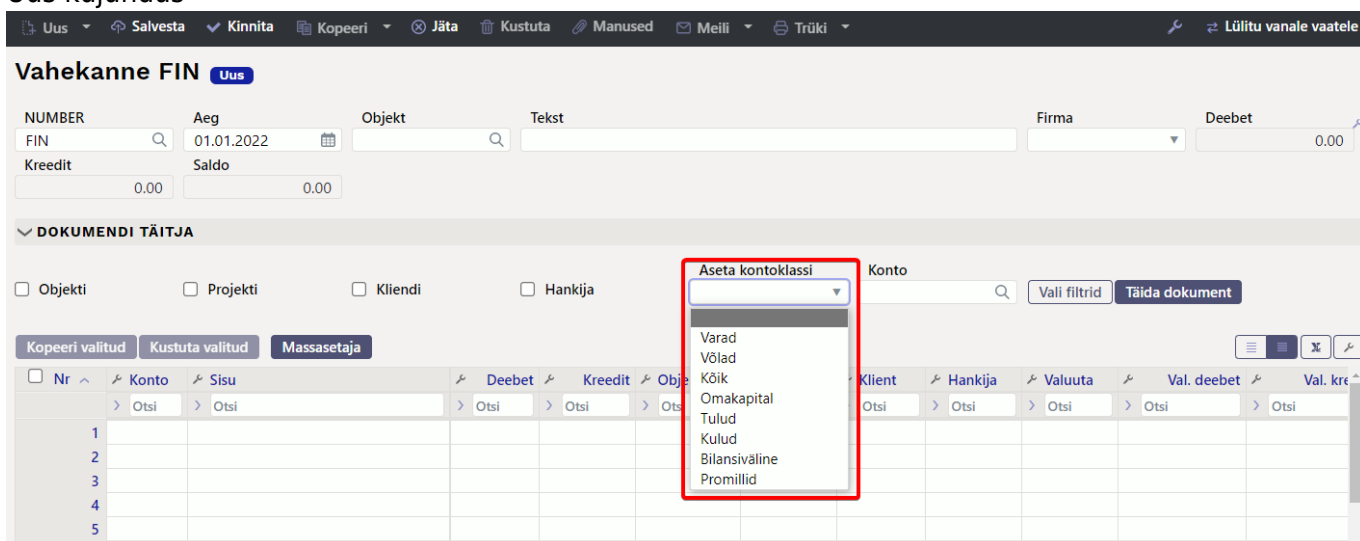 Uus kujundus
Uus Salvesta Kinnita Kopeeri Jäta Kustuta Manused Meili Trüki Lülitu vanale vaatele
Vahekanne FIN Uus
NUMBER Aeg Objekt Tekst Firma Deebet
FIN 01.01.2022 0.00
Kreedit Saldo
0.00 0.00
DOKUMENDI TÄITJA
Aseta kontoklassi Konto
Objekti Projekti Kliendi Hankija Vali filtrid Täida dokument
Varad
Võlad
Kõik
Omakapital
Tulud
Kulud
Bilansiväline
Promillid
Kopeeri valitud Kustuta valitud Massasetaja
Nr Konto Sisu Deebet Kreedit Obje Klient Hankija Valuuta Val. deebet Val. kre
Otsi Otsi Otsi Otsi Ots Otsi Otsi Otsi Otsi Otsi
1
2
3
4
5